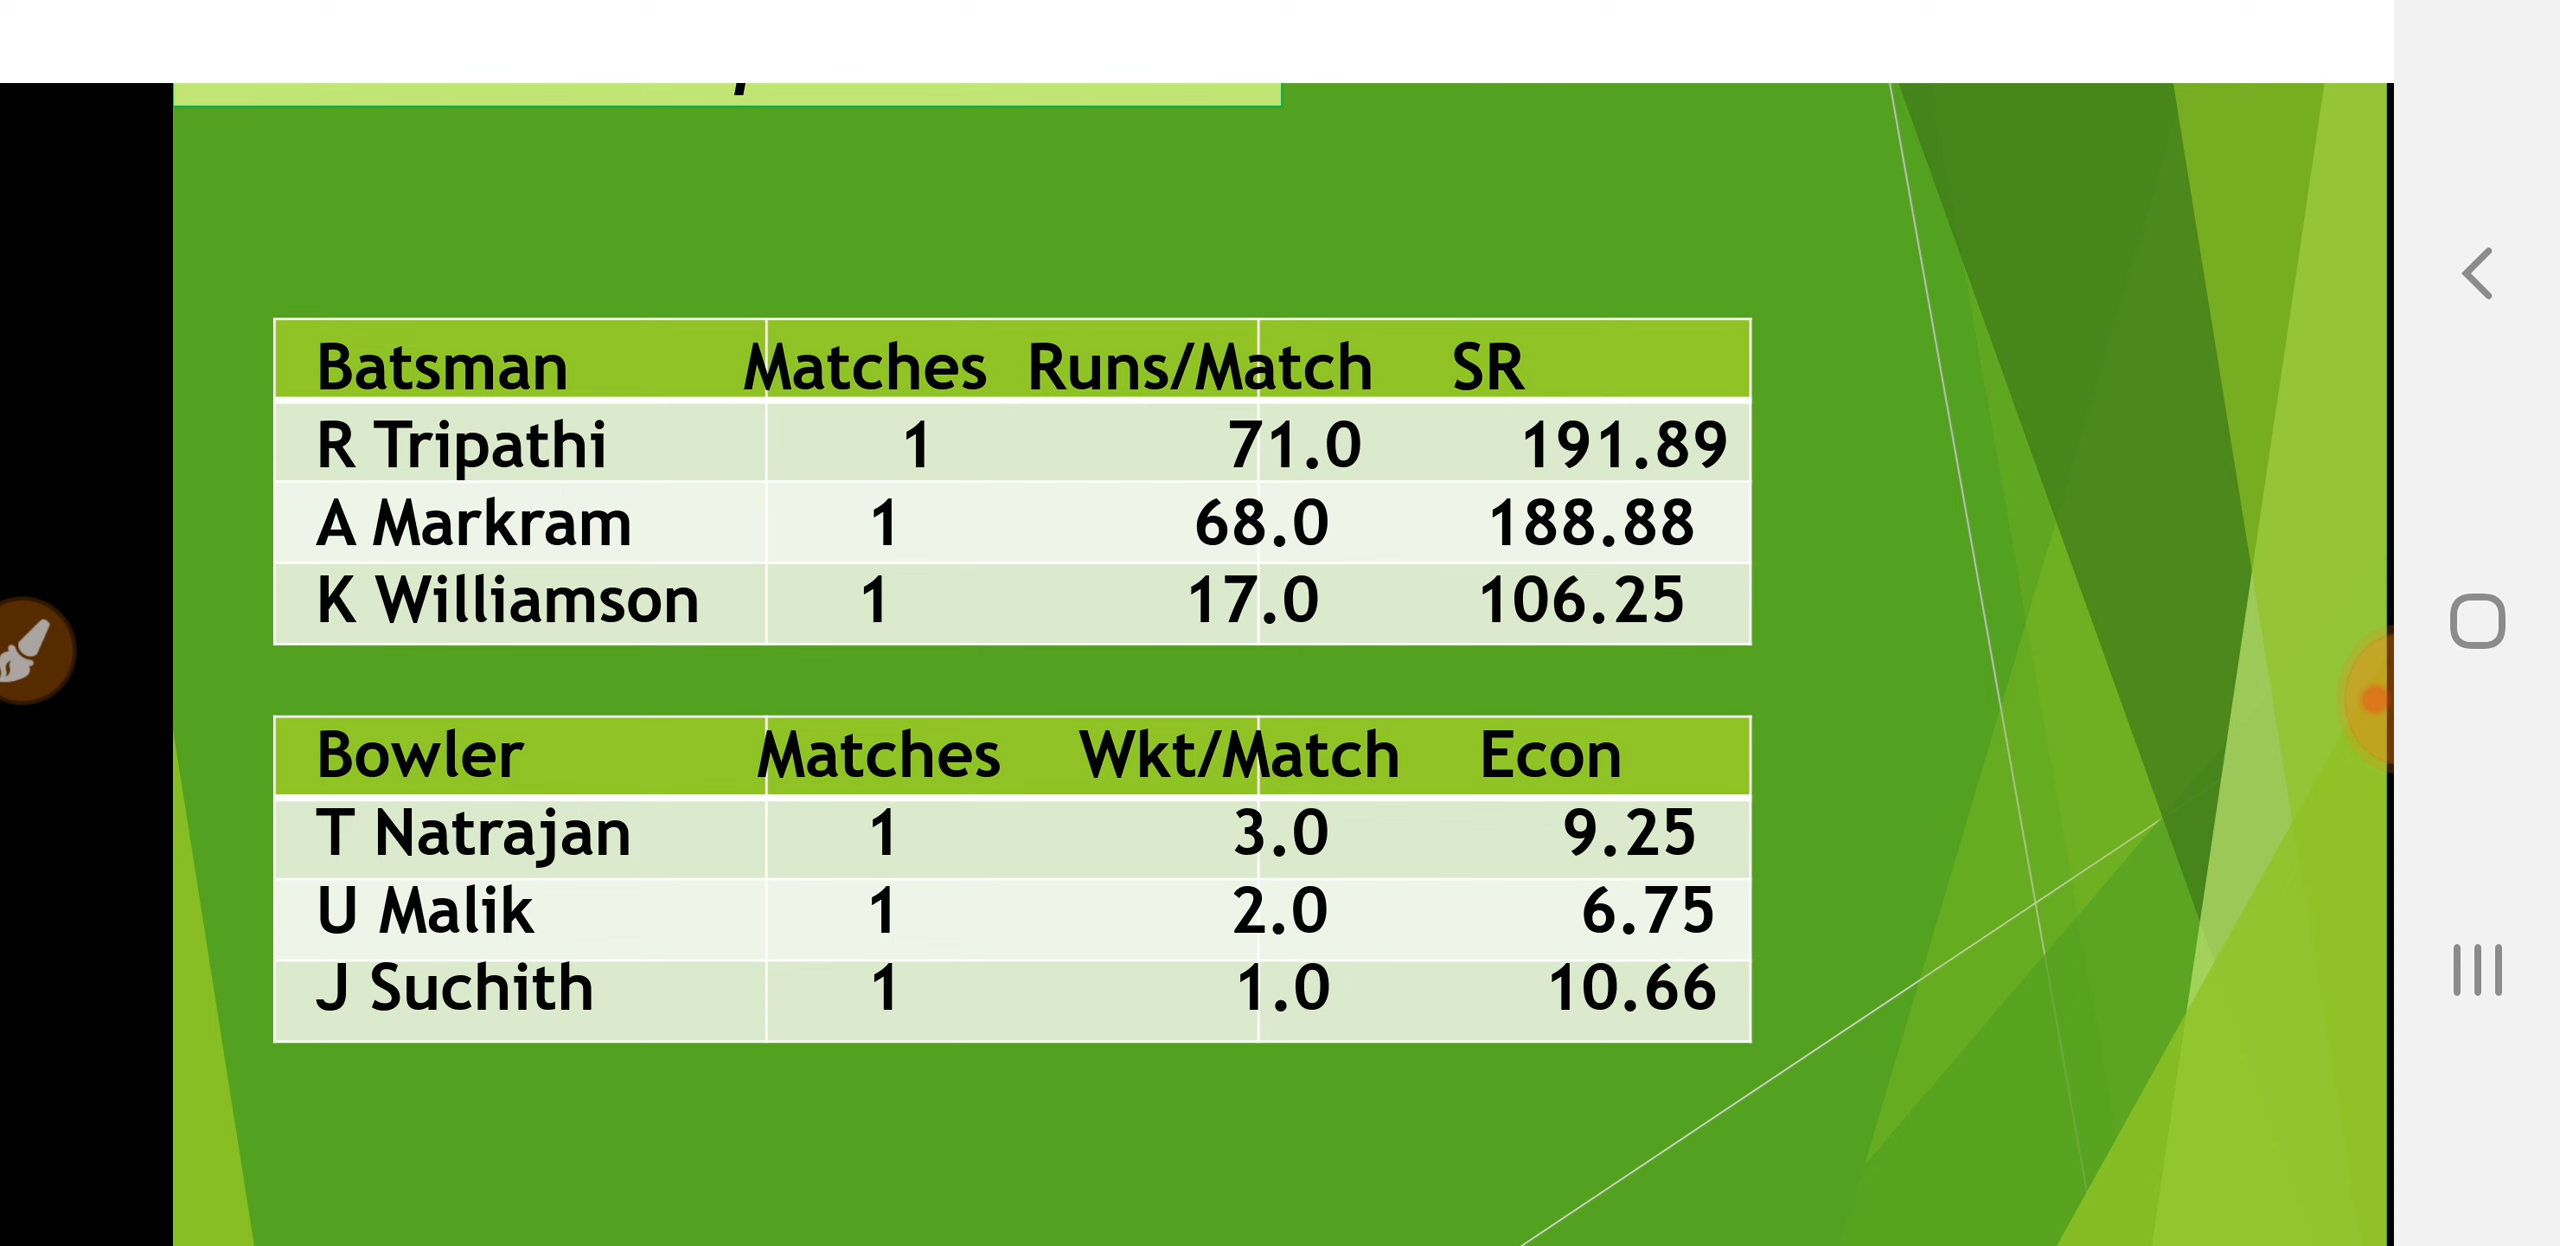 Batsman Matches Runs/Match SR
R Tripathi 1 71.0 191.89
A Markram 1 68.0 188.88
K Williamson 1 17.0 106.25
Bowler Matches Wkt/Match Econ
T Natrajan 1 3.0 9.25
U Malik 1 2.0 6.75
J Suchith 1 1.0 10.66